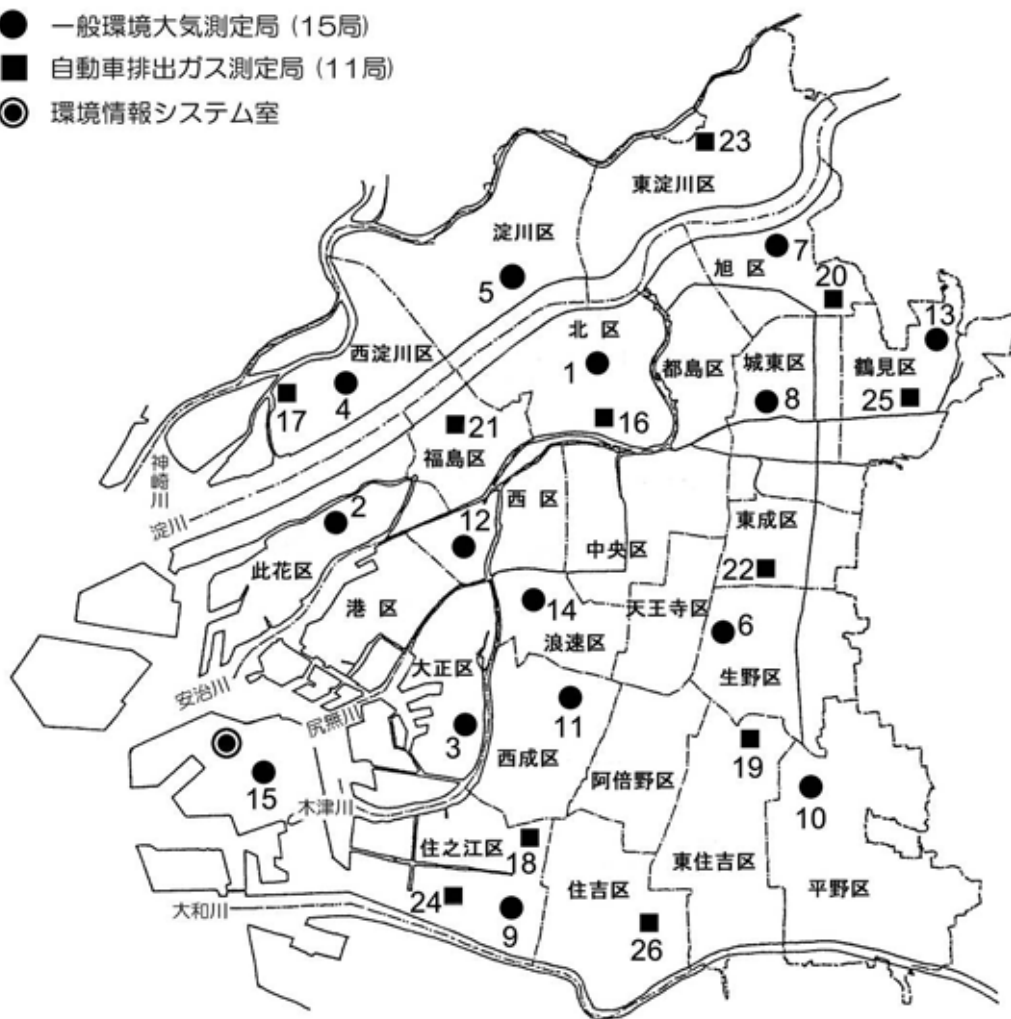 ● 一般環境大気測定局 (15局)
■ 自動車排出ガス測定局 (11局)
◉ 環境情報システム室
23
東淀川区
淀川区
7
旭 区
5
20
13
北 区
西淀川区
都島区
城東区
鶴見区
1
4
8
25
17
21
16
福島区
神崎川
淀川
2
12
西 区
東成区
中央区
此花区
22
港 区
14
天王寺区
6
浪速区
大正区
生野区
安治川
尻無川
11
3
西成区
19
阿倍野区
15
10
木津川
住之江区
18
東住吉区
住吉区
平野区
24
大和川
9
26